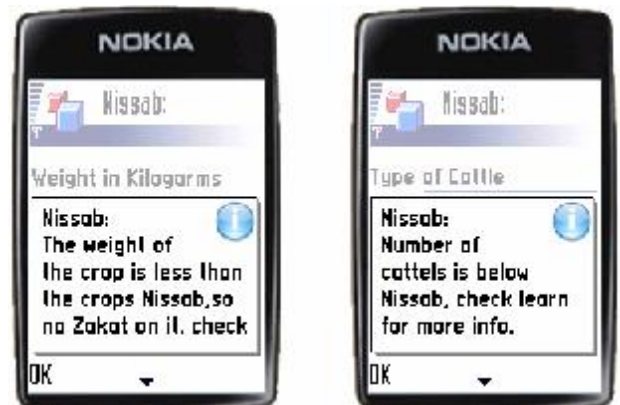 NOKIA
Nissab:
Weight in Kilogarms
Nissab:
The weight of
the crop is less than
the crops Nissab,so
no Zakat on it. check
OK
NOKIA
Nissab:
Type of Cattle
Nissab:
Number of
cattels is below
Nissab, check learn
for more info.
OK